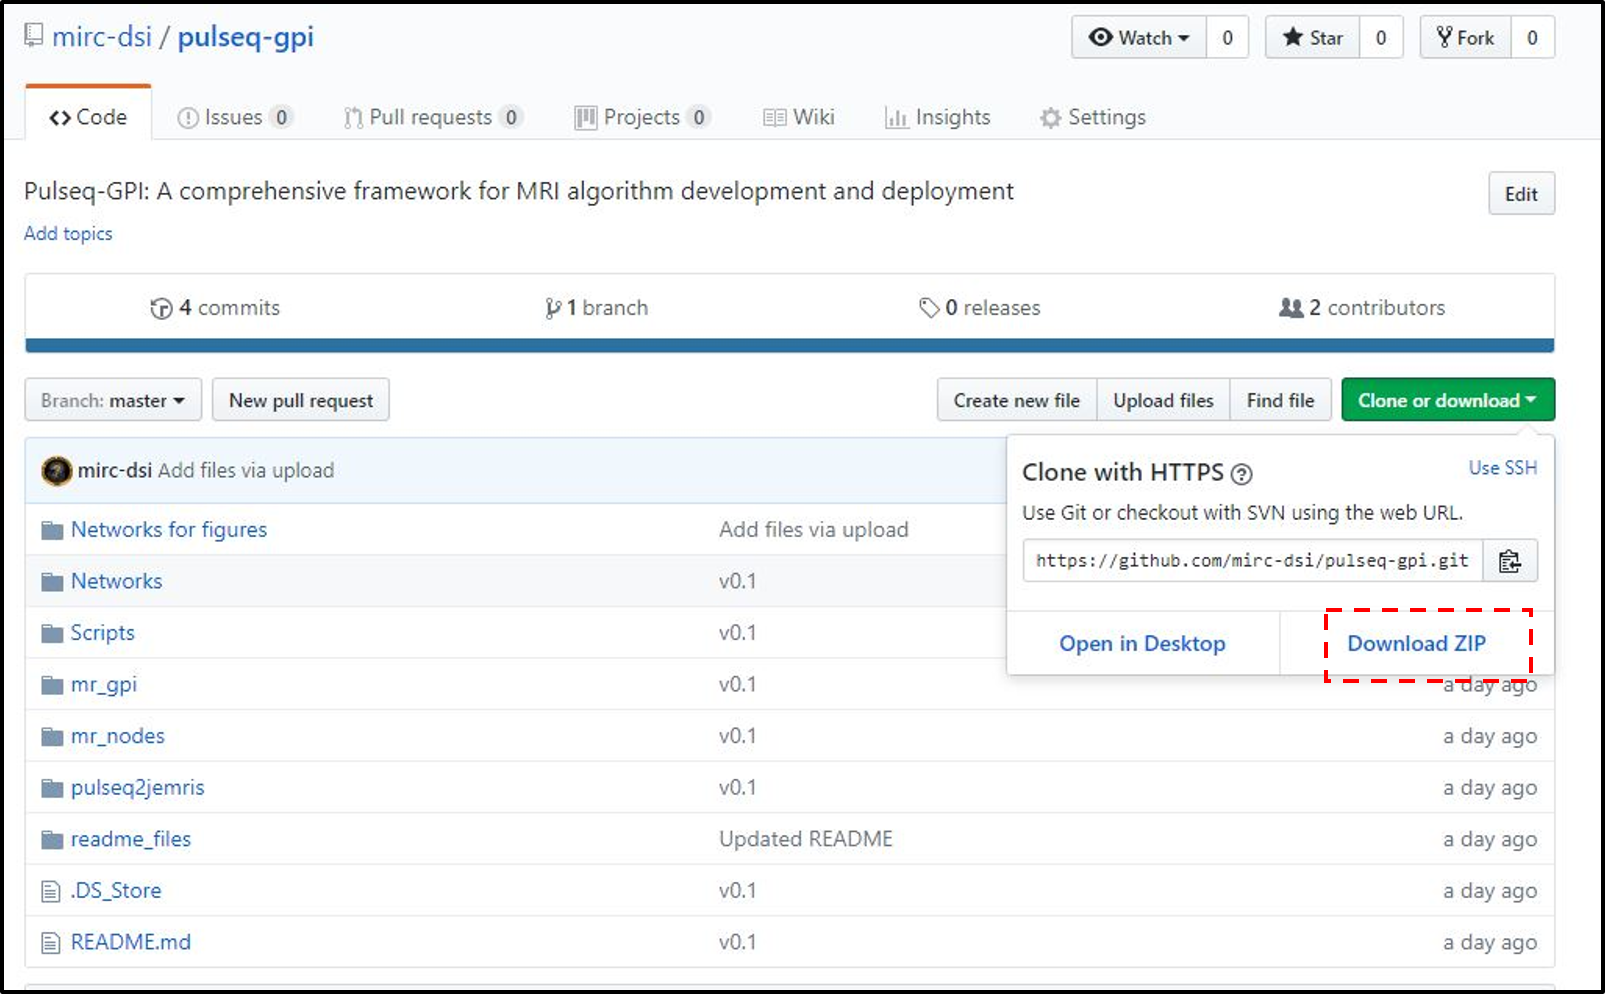 mirc-dsi / pulseq-gpi
Watch 0 Star 0 Fork 0
Code Issues 0 Pull requests 0 Projects 0 Wiki Insights Settings
Pulseq-GPI: A comprehensive framework for MRI algorithm development and deployment
Edit
Add topics
4 commits 1 branch 0 releases 2 contributors
Branch: master New pull request Create new file Upload files Find file Clone or download
mirc-dsi Add files via upload
Clone with HTTPS ? Use SSH
Use Git or checkout with SVN using the web URL.
https://github.com/mirc-dsi/pulseq-gpi.git
Open in Desktop Download ZIP
Networks for figures Add files via upload
Networks v0.1
Scripts v0.1
mr_gpi v0.1 a day ago
mr_nodes v0.1 a day ago
pulseq2jemris v0.1 a day ago
readme_files Updated README a day ago
.DS_Store v0.1 a day ago
README.md v0.1 a day ago